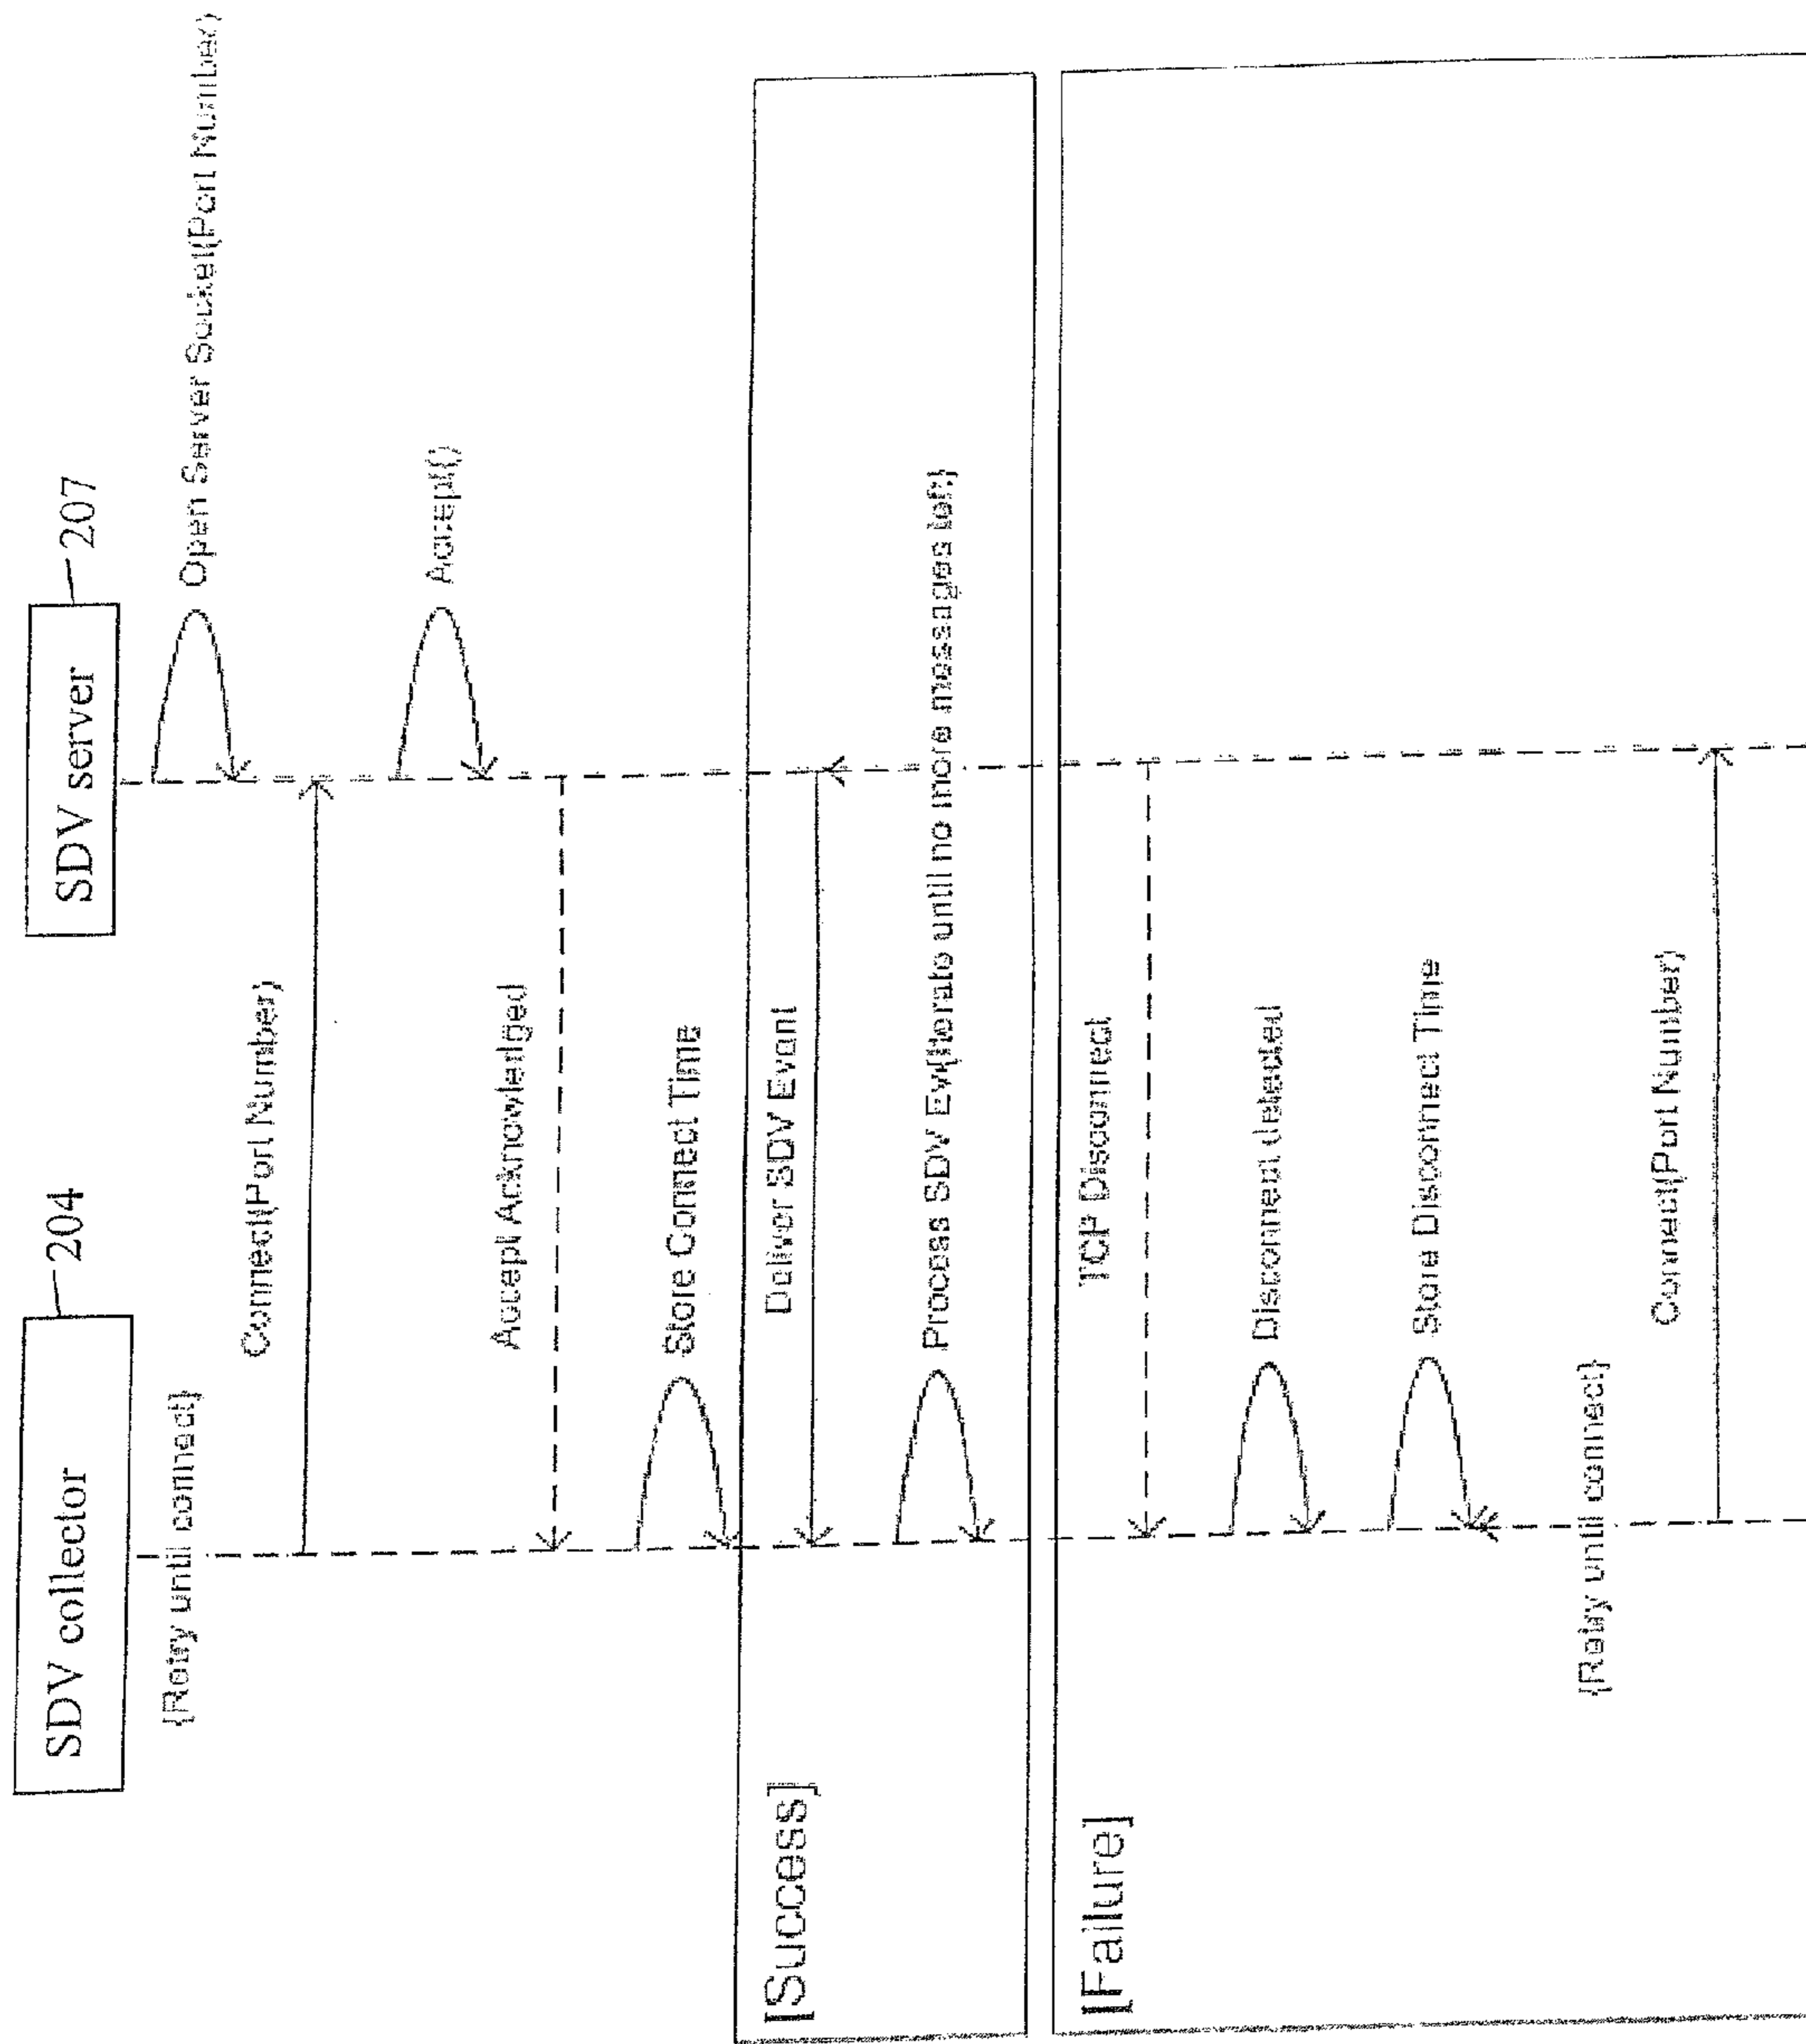 SDV collector
204
SDV server
207
{Retry until connect}
Open Server Socket(Port Number)
Connect(Port Number)
Accept()
Accept Acknowledged
Store Connect Time
[Success]
Deliver SDV Event
Process SDV Ev{Iterate until no more messages left}
[Failure]
TCP Disconnect
Disconnect detected
Store Disconnect Time
{Retry until connect}
Connect(Port Number)